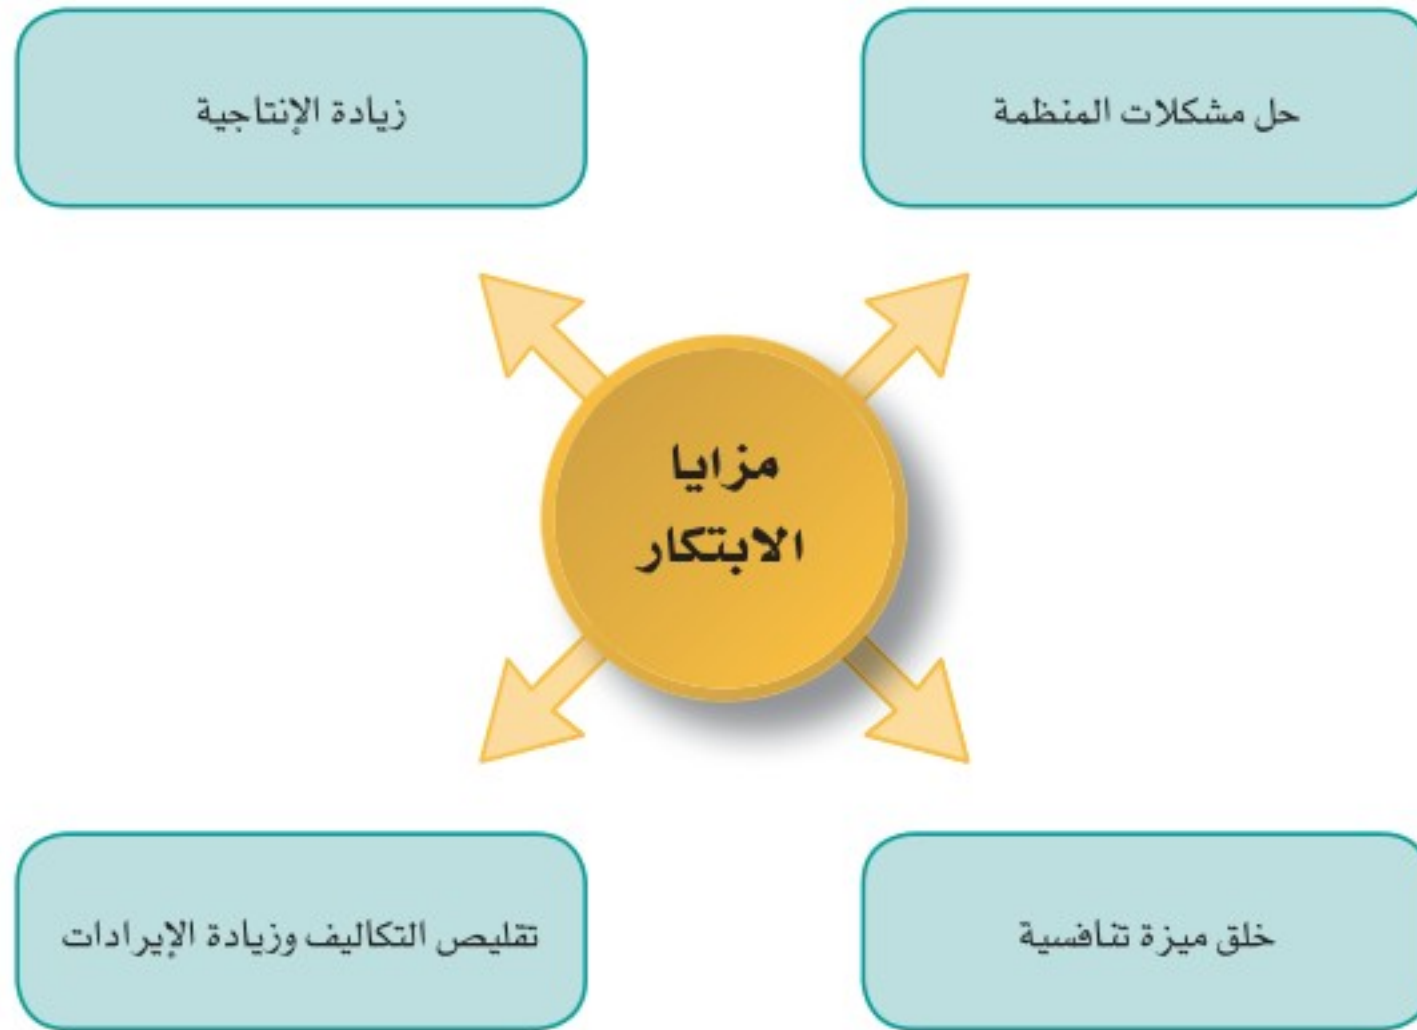 حل مشكلات المنظمة
زيادة الإنتاجية
مزايا
الابتكار
خلق ميزة تنافسية
تقليص التكاليف وزيادة الإيرادات